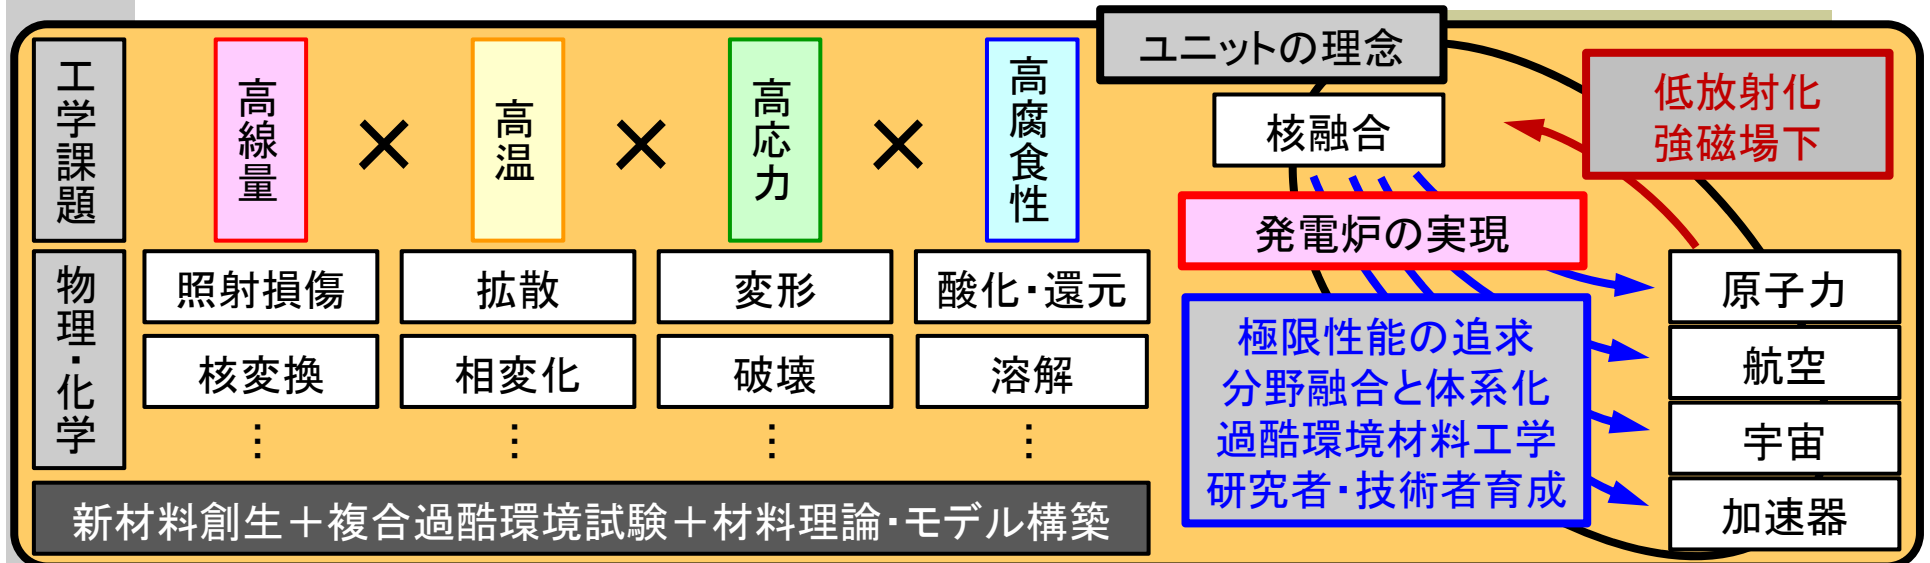 工学課題
高線量
×
高温
×
高応力
×
高腐食性
物理・化学
照射損傷
拡散
変形
酸化・還元
核変換
相変化
破壊
溶解
⋮
⋮
⋮
⋮
新材料創生＋複合過酷環境試験＋材料理論・モデル構築
ユニットの理念
核融合
低放射化
強磁場下
発電炉の実現
極限性能の追求
分野融合と体系化
過酷環境材料工学
研究者・技術者育成
原子力
航空
宇宙
加速器